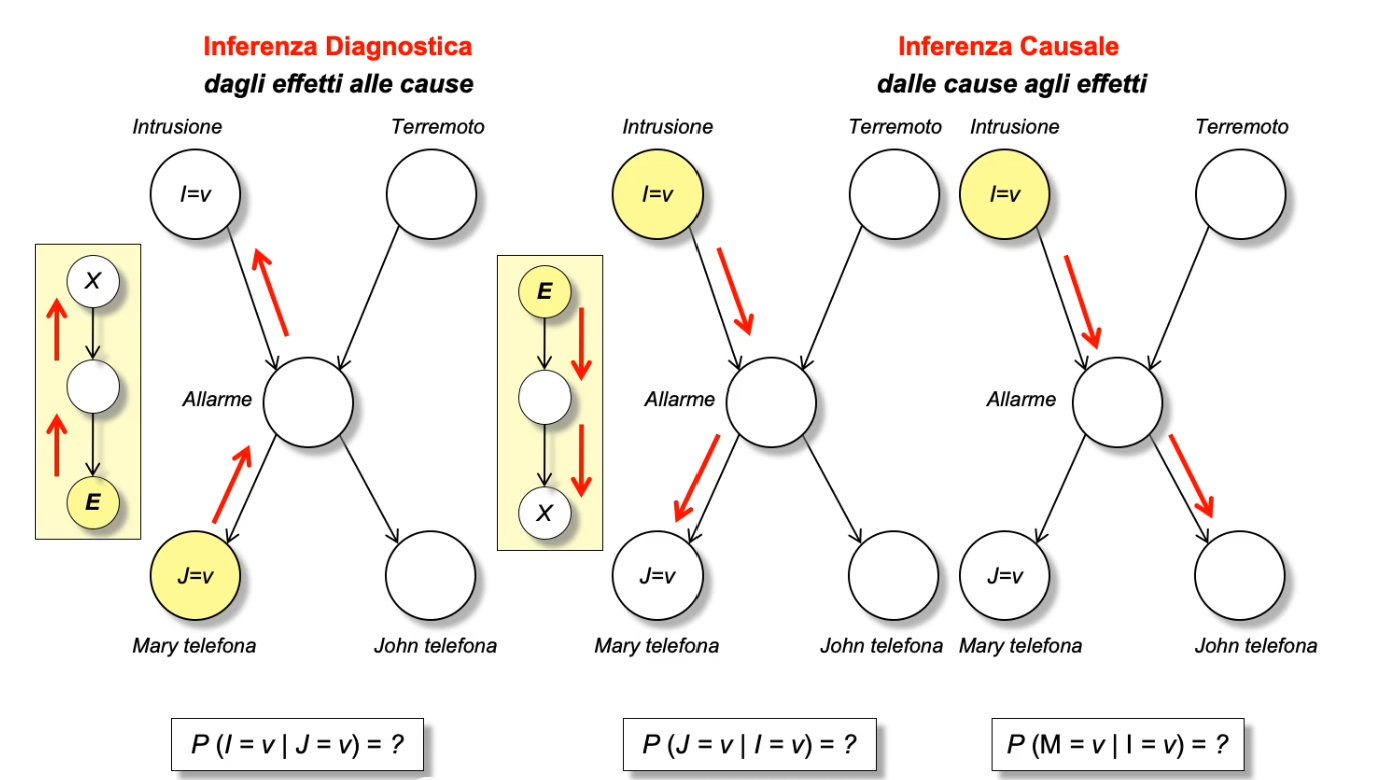 Inferenza Diagnostica
dagli effetti alle cause
Inferenza Causale
dalle cause agli effetti
Intrusione
Terremoto
Intrusione
Terremoto
Intrusione
Terremoto
I=v
I=v
I=v
X
E
E
X
Allarme
Allarme
Allarme
J=v
J=v
J=v
Mary telefona
John telefona
Mary telefona
John telefona
Mary telefona
John telefona
P (I = v | J = v) = ?
P (J = v | I = v) = ?
P (M = v | I = v) = ?